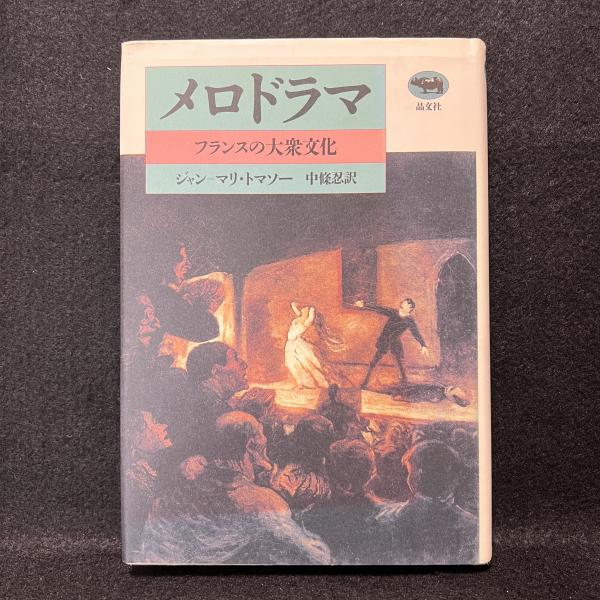 メロドラマ
フランスの大衆文化
ジャン＝マリ・トマソー 中條忍訳
晶文社